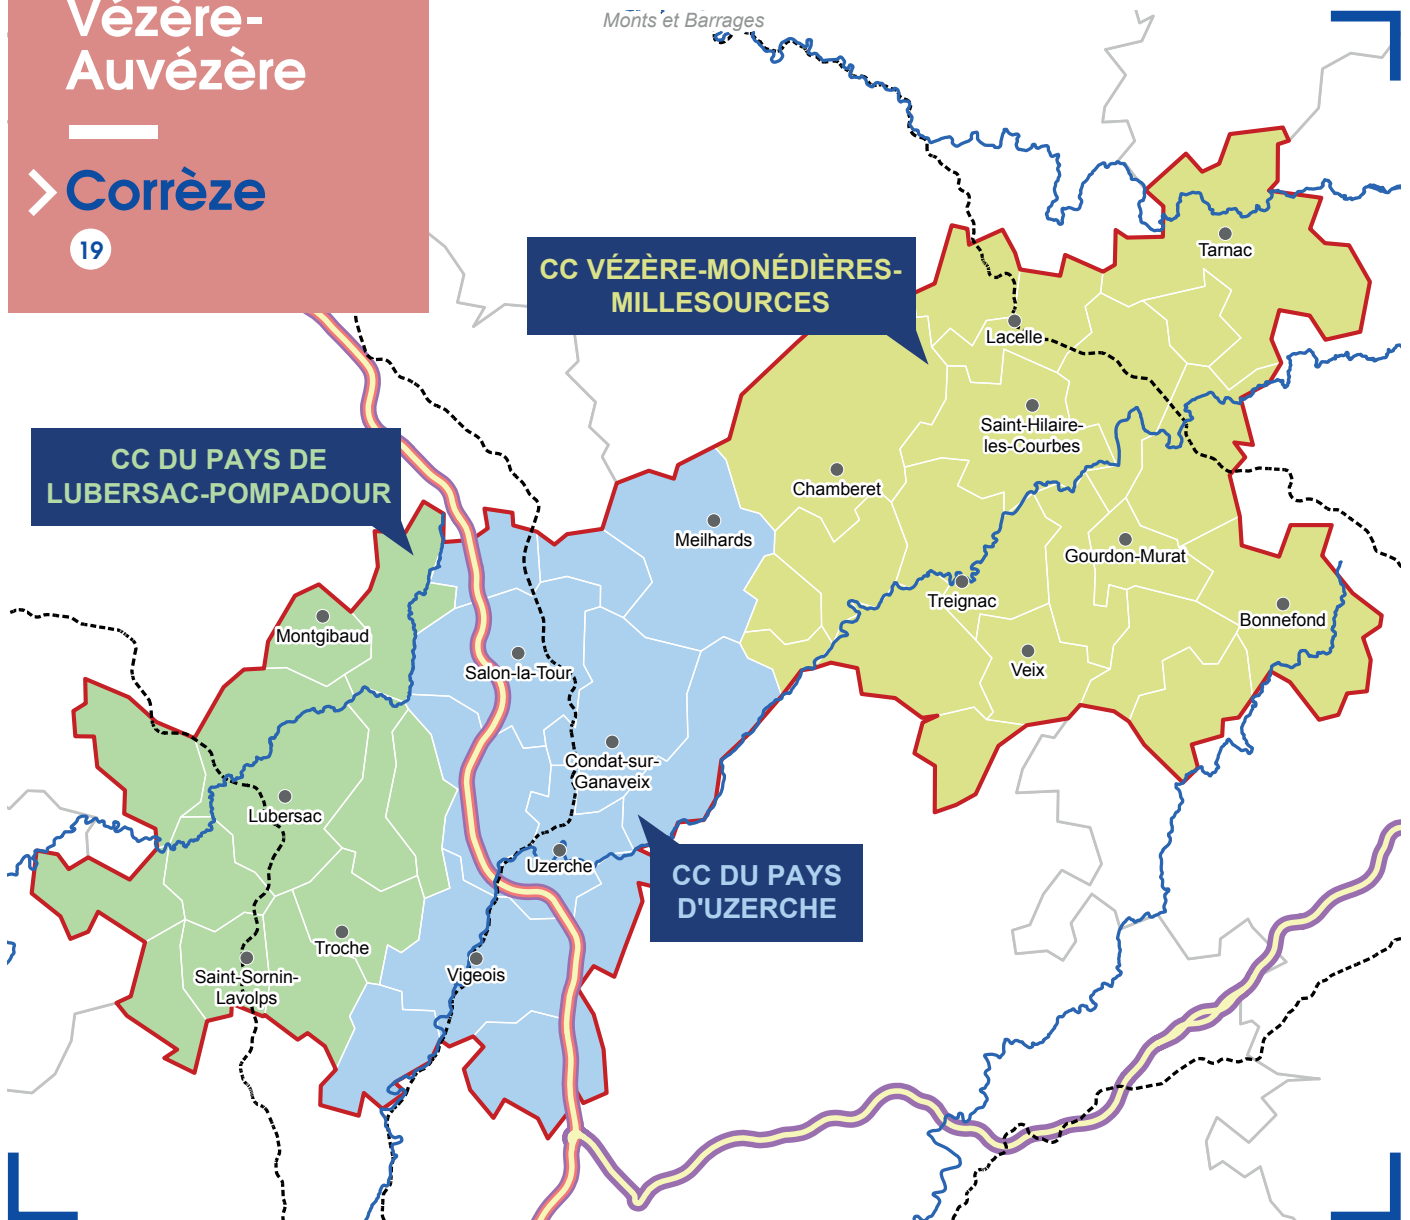 Vézère-
Auvézère
Corrèze
19
Monts et Barrages
CC VÉZÈRE-MONÉDIÈRES-
MILLESOURCES
Tarnac
Lacelle
Saint-Hilaire-
les-Courbes
CC DU PAYS DE
LUBERSAC-POMPADOUR
Chamberet
Meilhards
Gourdon-Murat
Treignac
Bonnefond
Montgibaud
Veix
Salon-la-Tour
Condat-sur-
Ganaveix
Lubersac
Uzerche
CC DU PAYS
D'UZERCHE
Troche
Vigeois
Saint-Sornin-
Lavolps